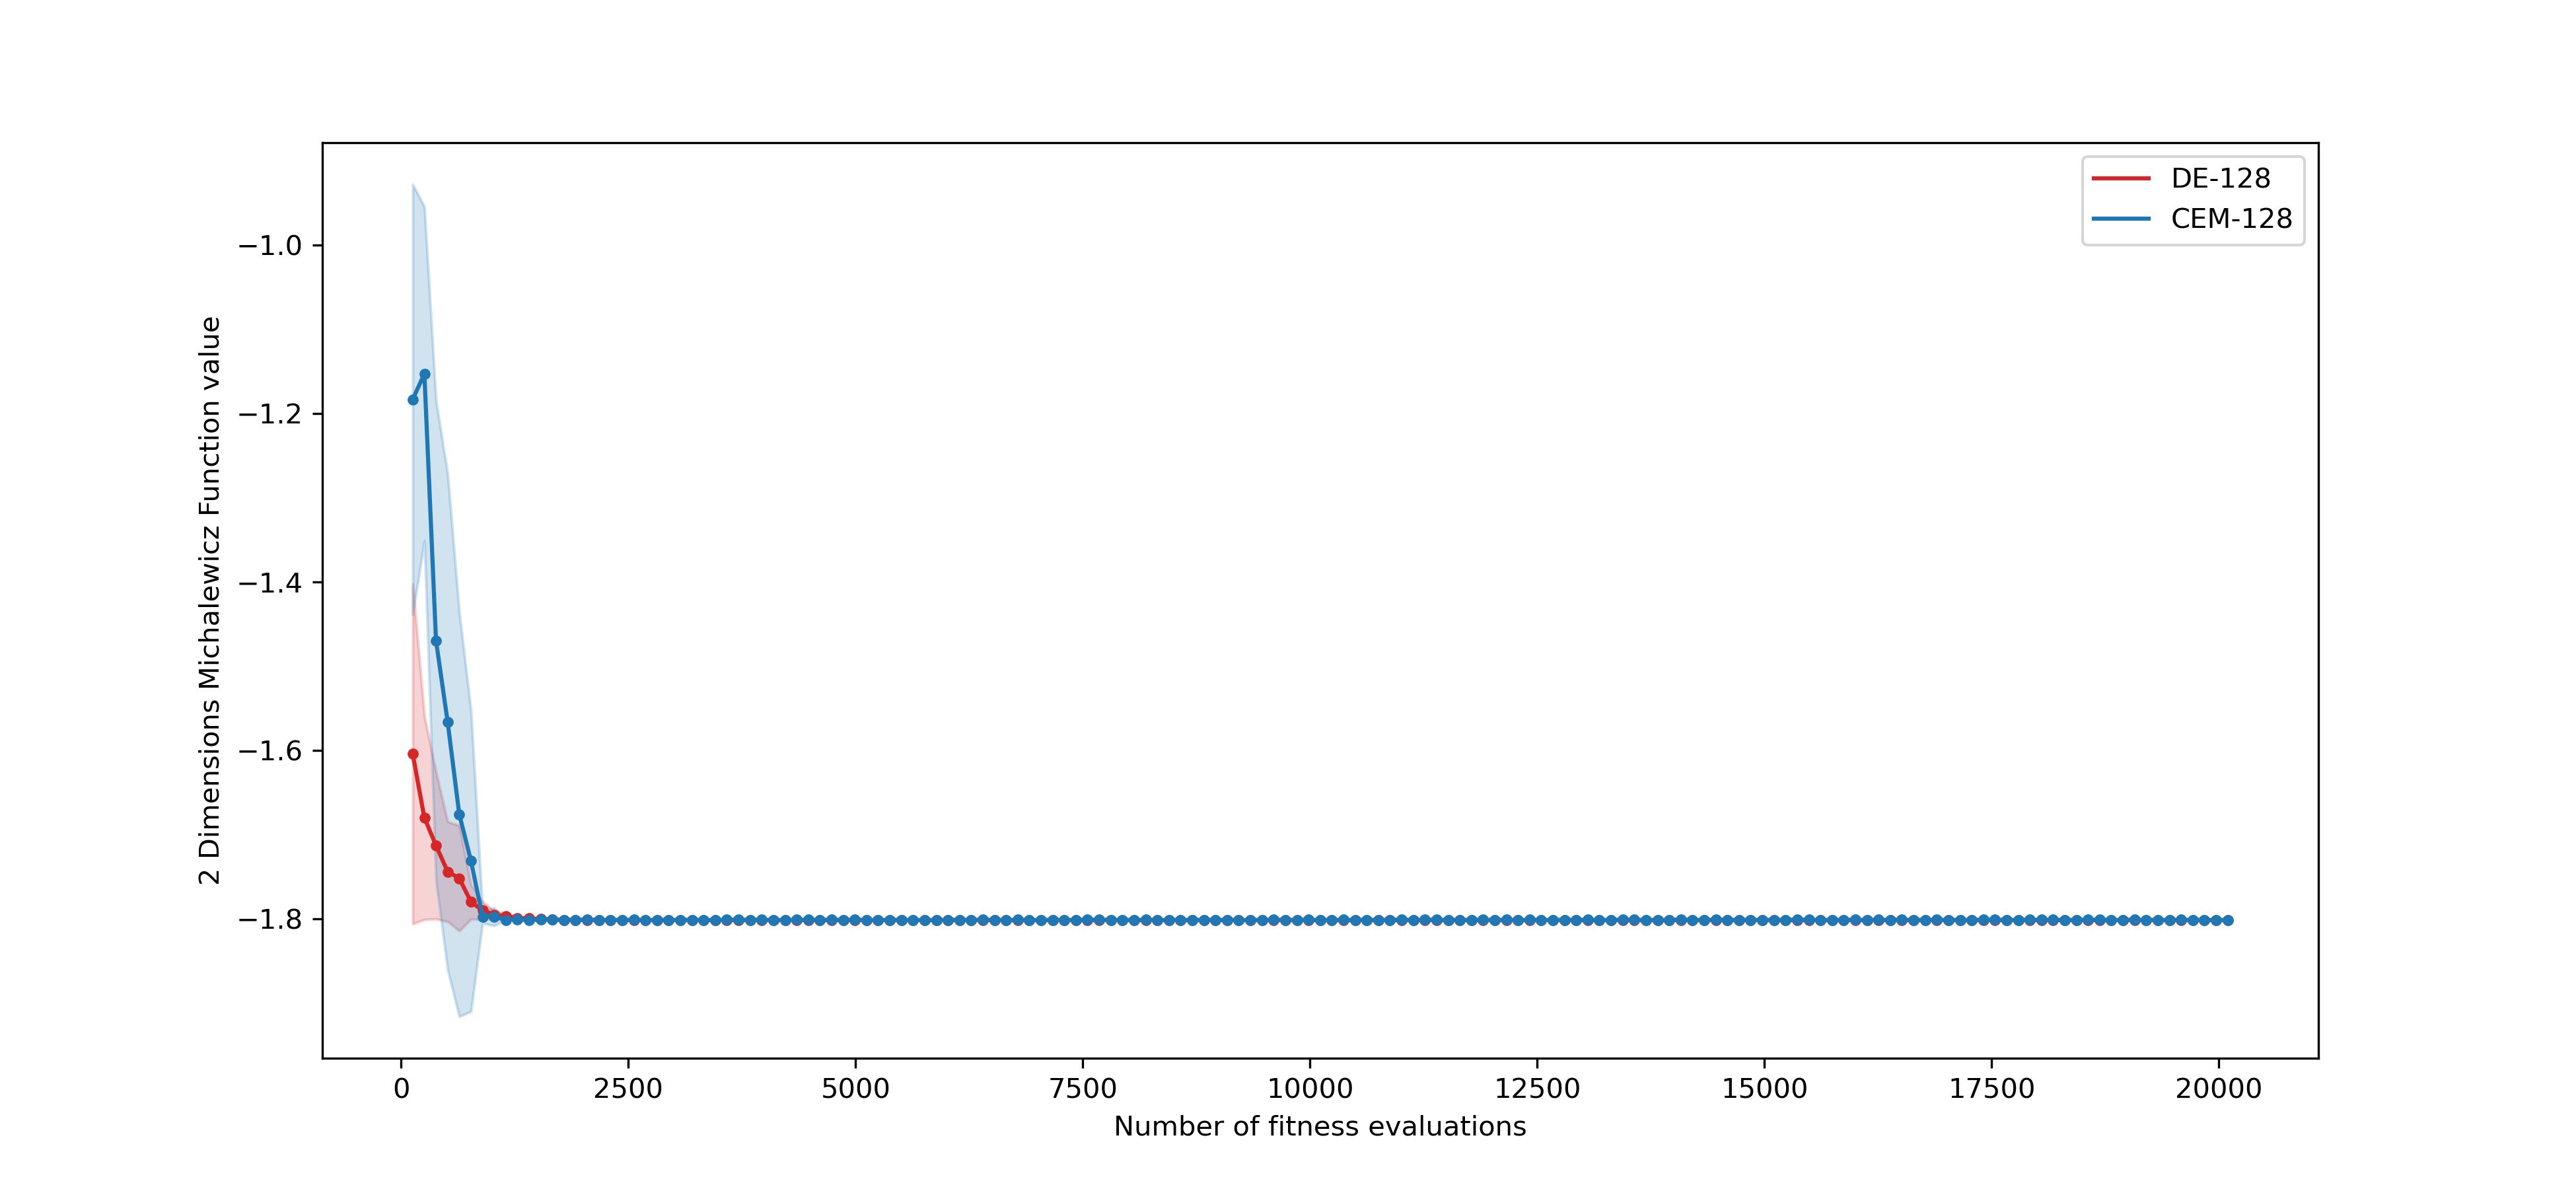 DE-128
CEM-128
−1.0
−1.2
−1.4
−1.6
−1.8
2 Dimensions Michalewicz Function value
0 2500 5000 7500 10000 12500 15000 17500 20000
Number of fitness evaluations